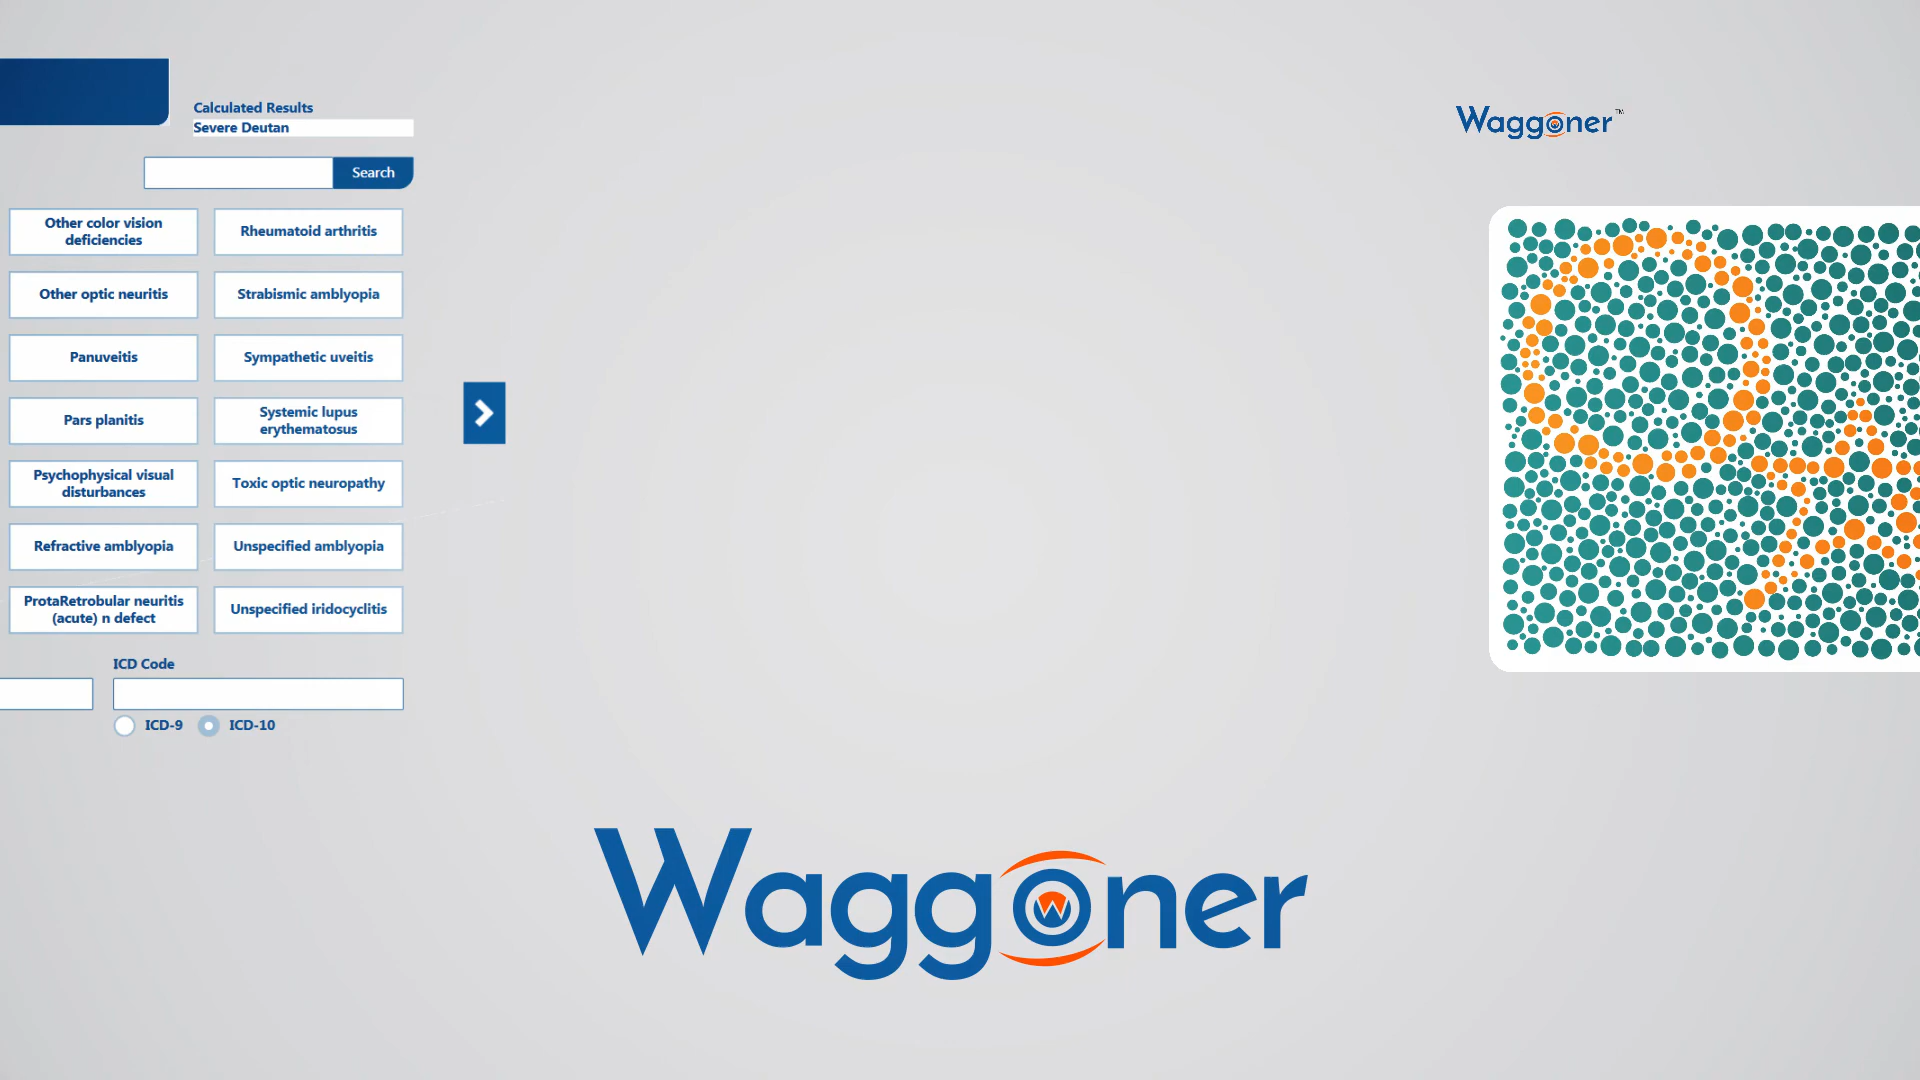 Calculated Results
Severe Deutan
Search
Other color vision
deficiencies
Rheumatoid arthritis
Other optic neuritis
Strabismic amblyopia
Panuveitis
Sympathetic uveitis
Pars planitis
Systemic lupus
erythematosus
Psychophysical visual
disturbances
Toxic optic neuropathy
Refractive amblyopia
Unspecified amblyopia
ProtaRetrobular neuritis
(acute) n defect
Unspecified iridocyclitis
ICD Code
ICD-9
ICD-10
Waggoner™
Waggoner